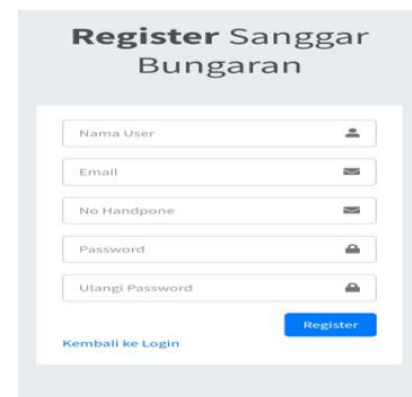 Register Sanggar
Bungaran
Nama User
Email
No Handpone
Password
Ulangi Password
Register
Kembali ke Login